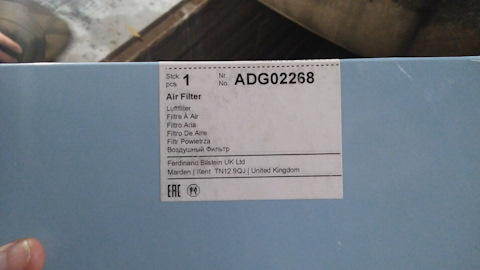 Stck. pcs. 1 Nr. No. ADG02268
Air Filter
Luftfilter
Filtre À Air
Filtro Aria
Filtro De Aire
Filtr Powietrza
Воздушный Фильтр
Ferdinand Bilstein UK Ltd
Marden | Kent TN12 9QJ | United Kingdom
EAC